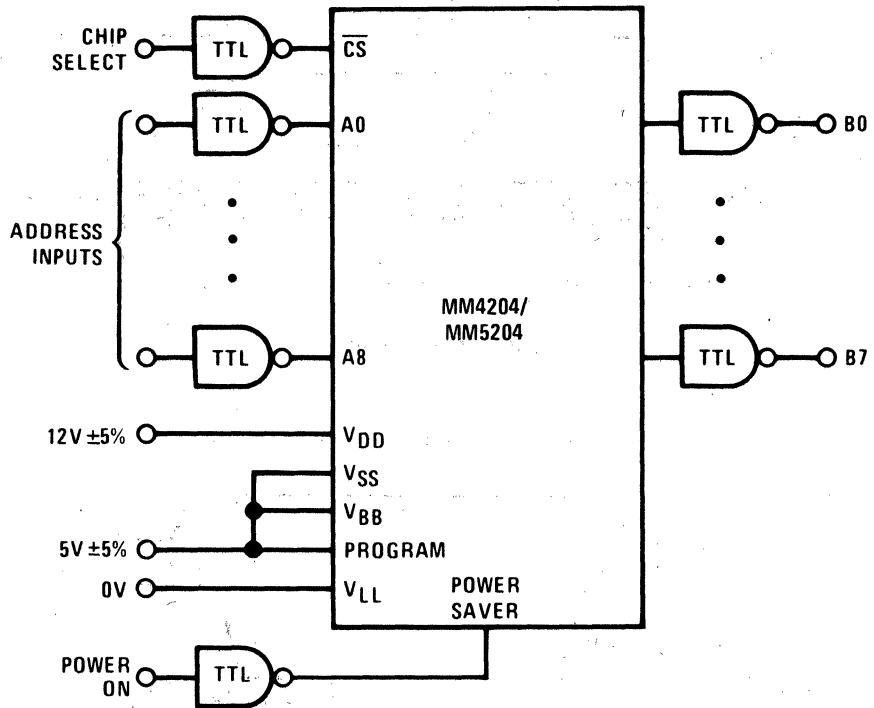 CHIP
SELECT
TTL
CS
TTL
A0
TTL
B0
ADDRESS
INPUTS
MM4204/
MM5204
TTL
A8
TTL
B7
12V ±5%
VDD
VSS
VBB
5V ±5%
PROGRAM
0V
VLL
POWER
SAVER
POWER
ON
TTL